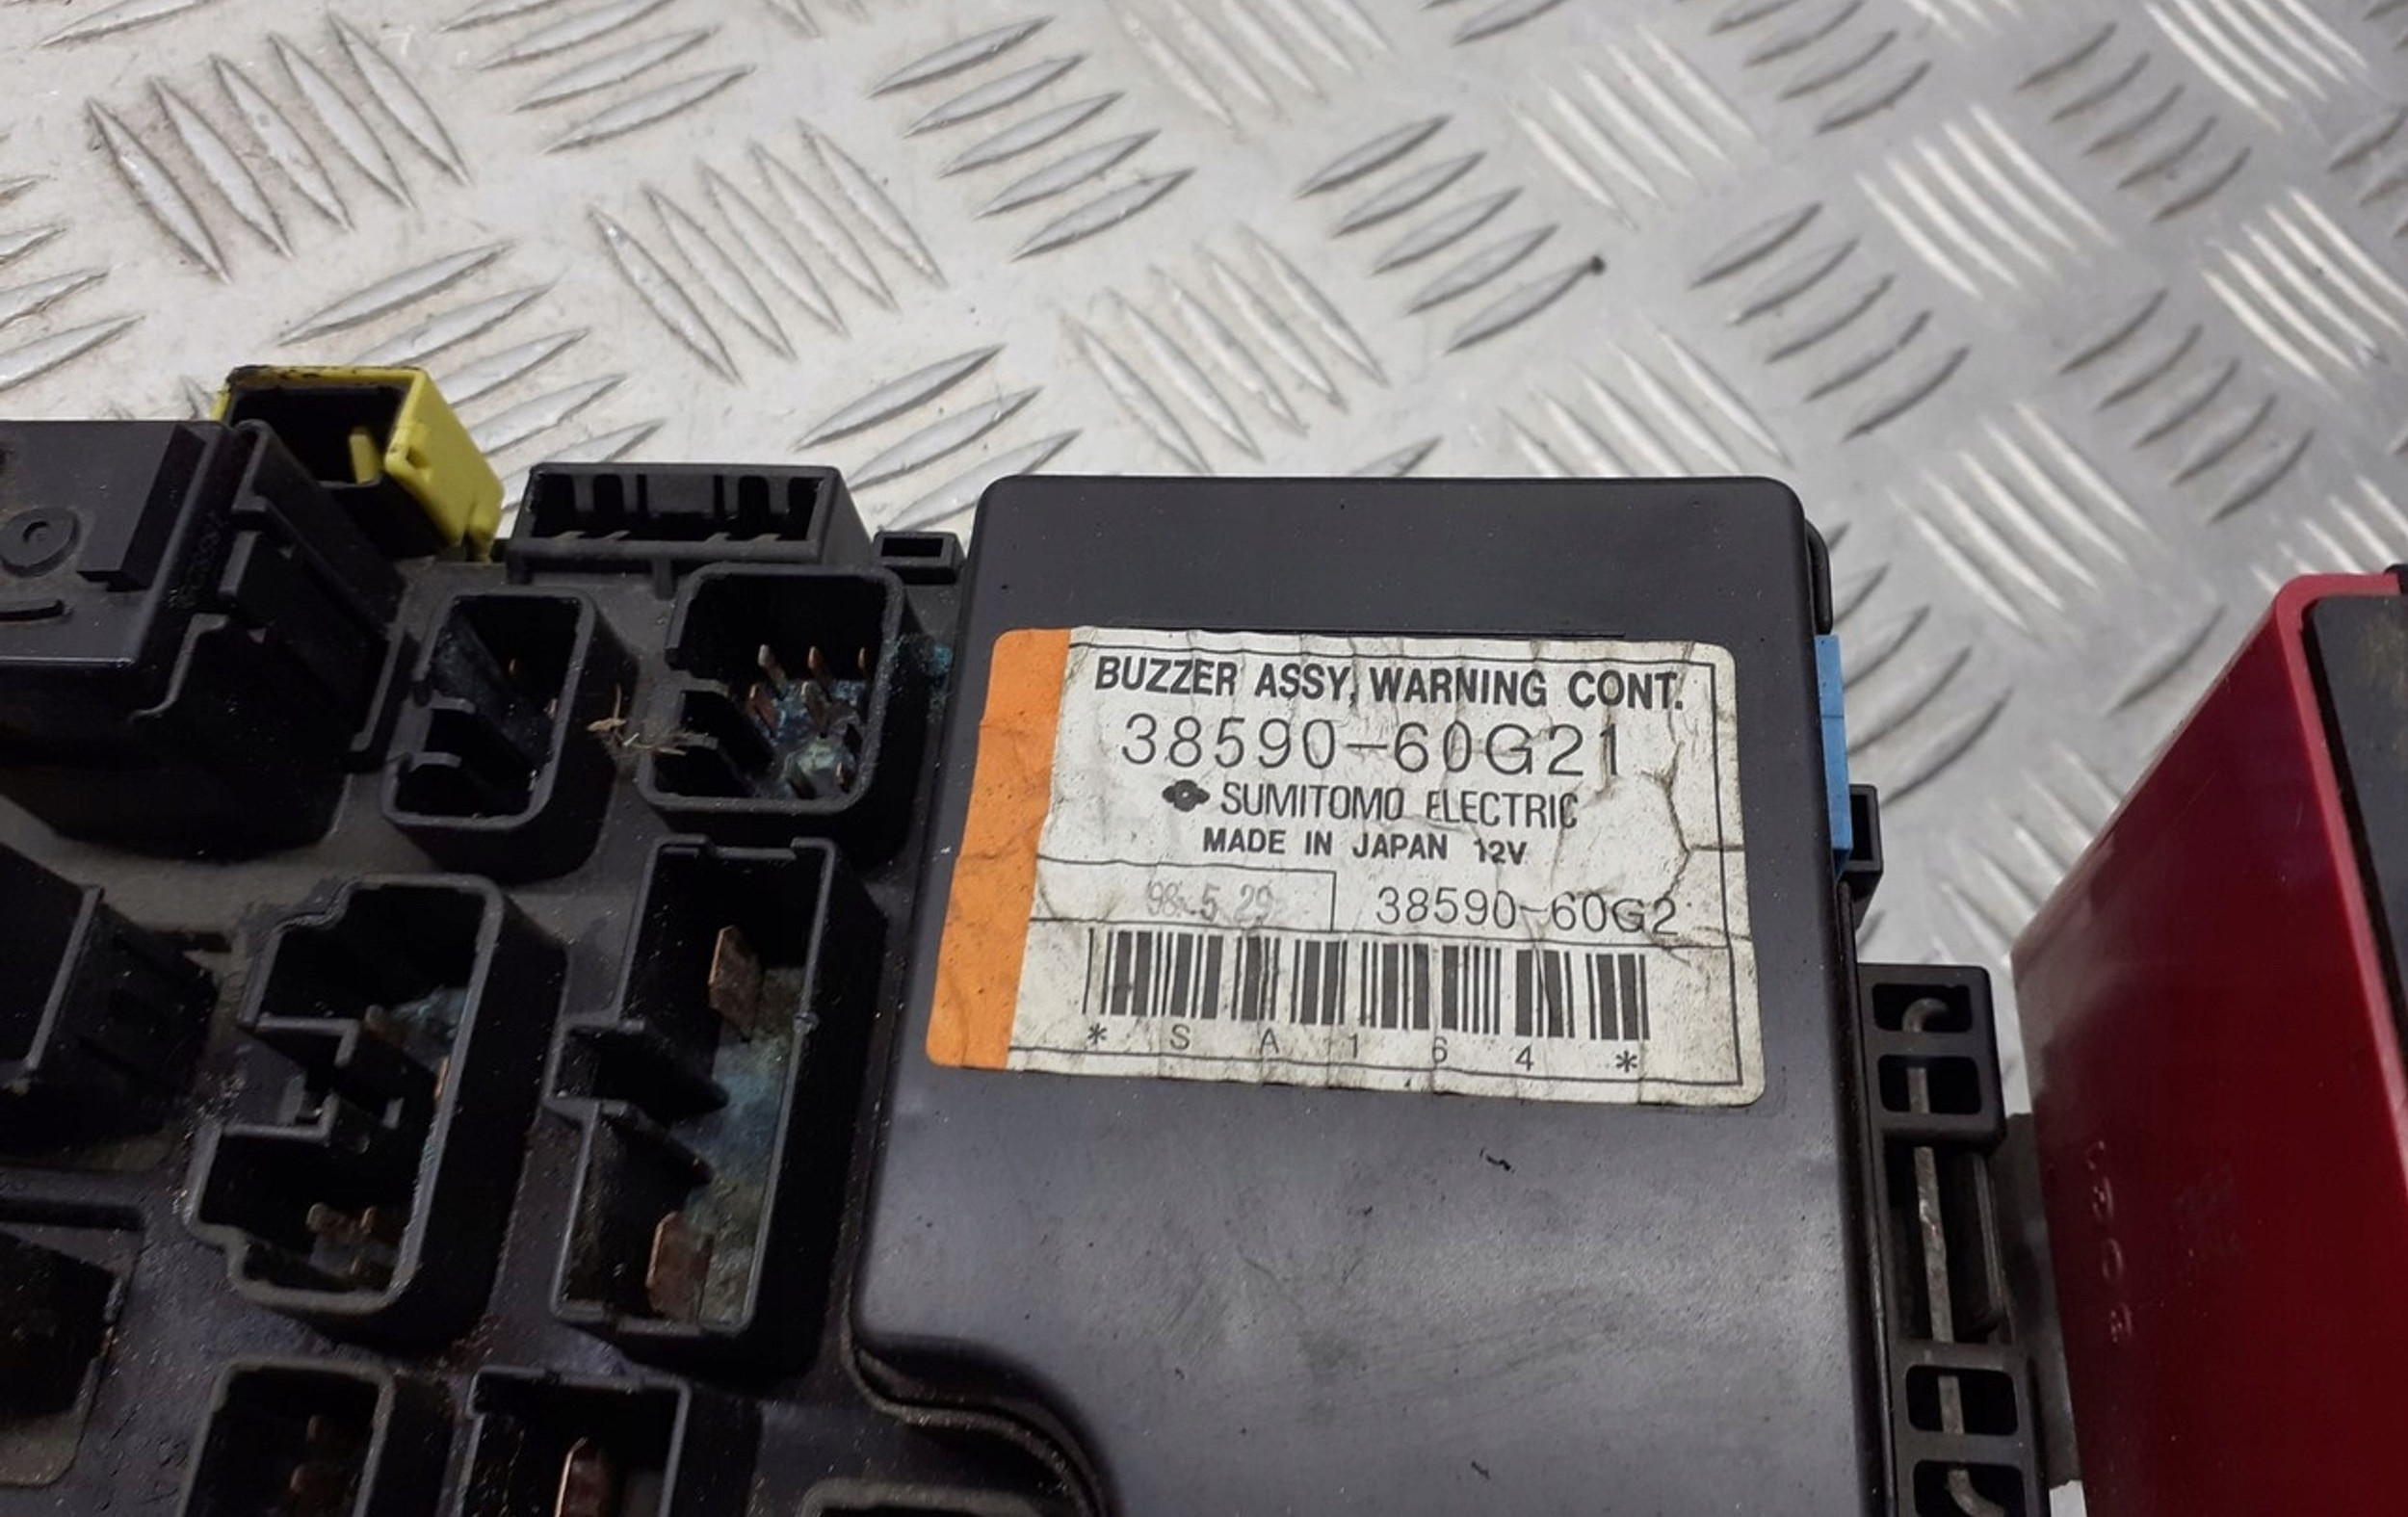 BUZZER ASSY, WARNING CONT.
38590-60G21
SUMITOMO ELECTRIC
MADE IN JAPAN 12V
98.5.29 38590-60G2
* S A 1 6 4 *